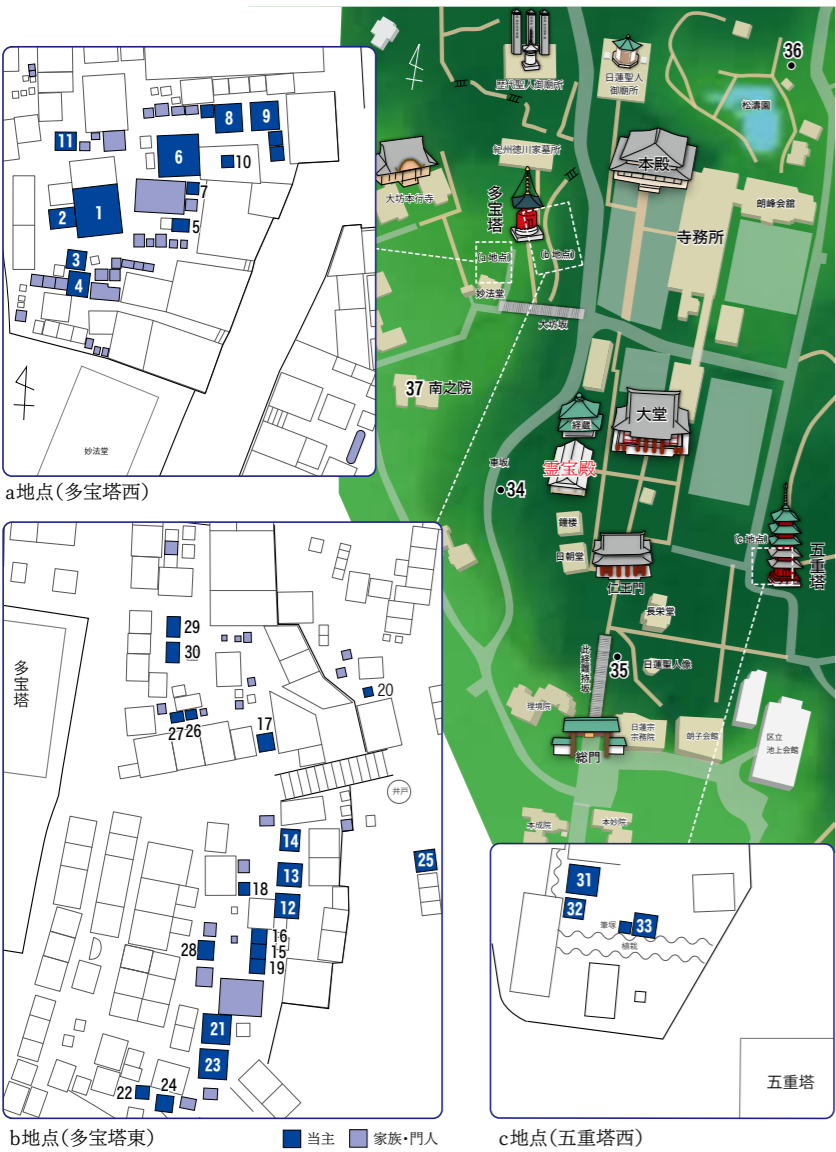 36
歴代聖人御廟所
日蓮聖人
御廟所
松濤園
紀州徳川家墓所
本殿
大坊本行寺
多宝塔
朗峰会館
寺務所
(a 地点)
(b 地点)
妙法堂
大坊坂
37 南之院
経蔵
大堂
霊宝殿
車坂
34
鐘楼
日朝堂
仁王門
(c 地点)
五重塔
長栄堂
此経難持坂
35
日蓮聖人像
理境院
日蓮宗
宗務院
朗子会館
区立
池上会館
総門
本成院
本妙院
8
9
11
6
10
7
1
2
5
3
4
妙法堂
a地点(多宝塔西)
多宝塔
29
30
20
27
26
17
井戸
14
25
13
18
12
16
28
15
19
21
23
22
24
b地点(多宝塔東)
当主
家族・門人
31
32
筆塚
33
植栽
五重塔
c地点(五重塔西)